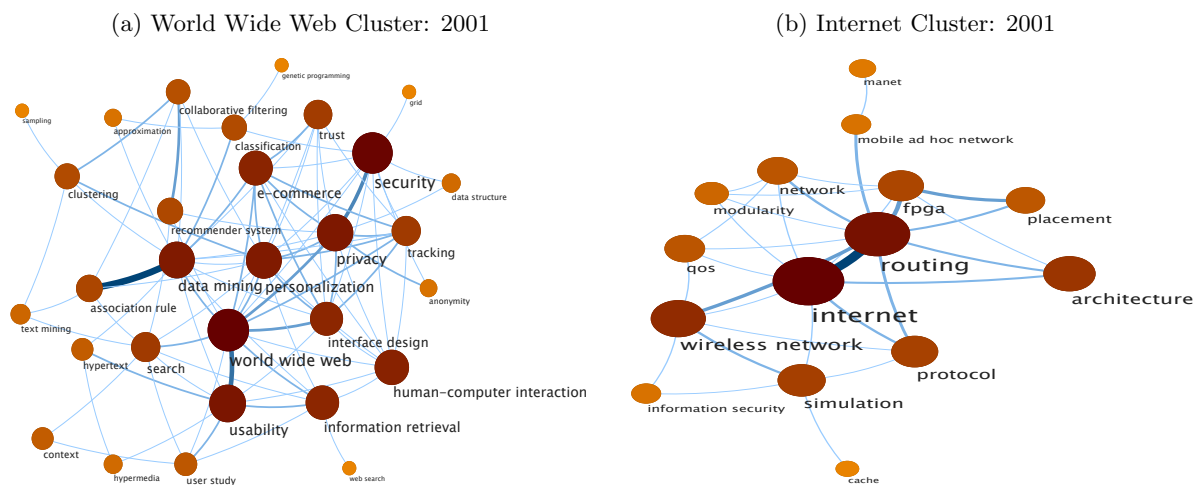 (a) World Wide Web Cluster: 2001
genetic programming
grid
sampling
approximation
collaborative filtering
classification
trust
security
clustering
e-commerce
data structure
recommender system
privacy
tracking
data mining
personalization
association rule
anonymity
text mining
interface design
hypertext
search
world wide web
human-computer interaction
usability
information retrieval
context
hypermedia
user study
web search
(b) Internet Cluster: 2001
manet
mobile ad hoc network
network
modularity
fpga
placement
qos
routing
architecture
internet
wireless network
protocol
information security
simulation
cache